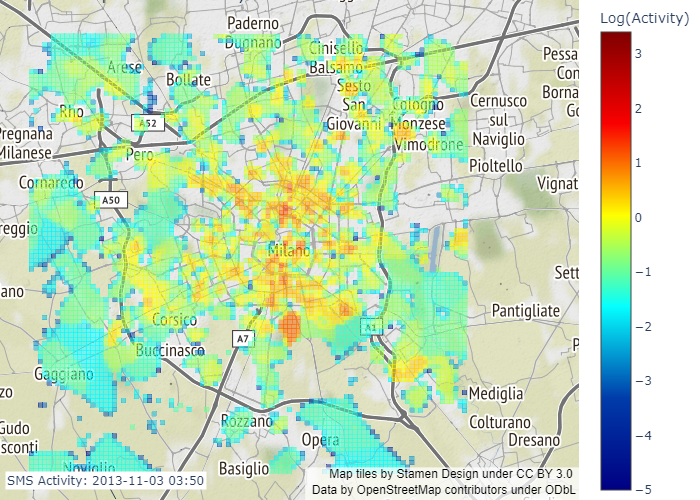 Log(Activity)
3
2
1
0
−1
−2
−3
−4
−5
Paderno
Dugnano
Cinisello
Balsamo
Arese
Bollate
Sesto
San
Giovanni
Rho
A52
Cologno
Monzese
Vimodrone
Cernusco
sul
Naviglio
Pessa
Con
Borna
Go
Pregnana
Milanese
Pero
Pioltello
Cornaredo
Vignat
A50
reggio
Milano
Sett
ano
Pantigliate
Corsico
A1
A7
Buccinasco
P
Gaggiano
zo
Mediglia
Rozzano
Colturano
Dresano
Gudo
sconti
Opera
Basiglio
Noviglio
SMS Activity: 2013-11-03 03:50
Map tiles by Stamen Design under CC BY 3.0
Data by OpenStreetMap contributors under ODbL